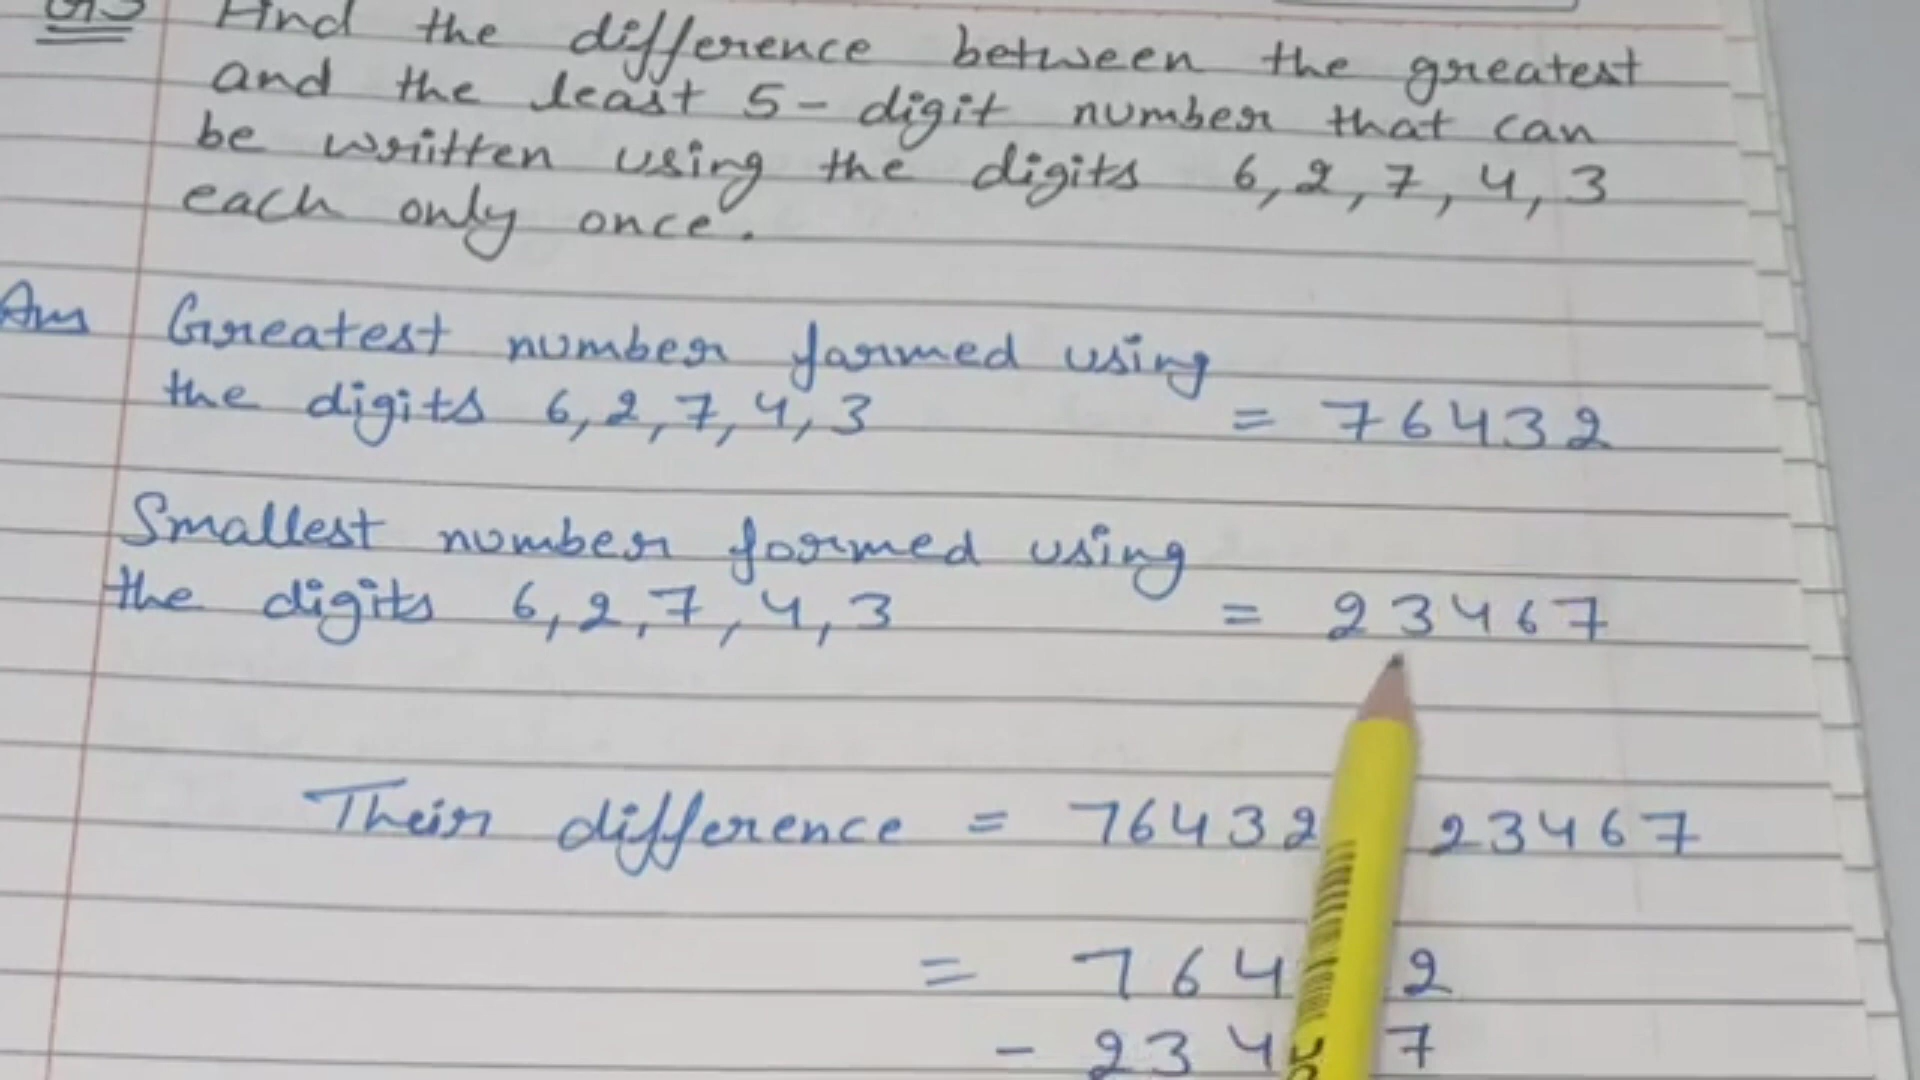 Q.3 Find the difference between the greatest
and the least 5-digit number that can
be written using the digits 6, 2, 7, 4, 3
each only once.
Ans Greatest number formed using
the digits 6, 2, 7, 4, 3 = 76432
Smallest number formed using
the digits 6, 2, 7, 4, 3 = 23467
Their difference = 76432 23467
= 764 2
- 234 7